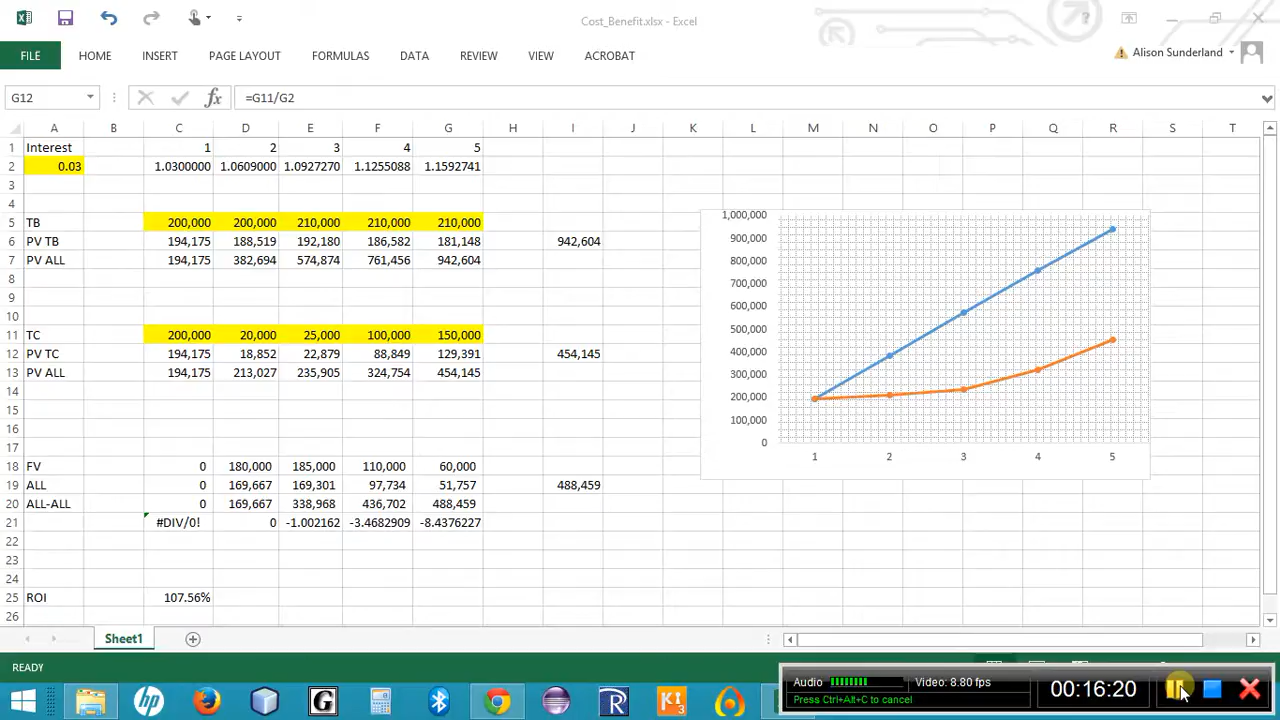 Cost_Benefit.xlsx - Excel
?
FILE HOME INSERT PAGE LAYOUT FORMULAS DATA REVIEW VIEW ACROBAT Alison Sunderland
G12 fx =G11/G2
A B C D E F G H I J K L M N O P Q R S T
1 Interest 1 2 3 4 5
2 0.03 1.0300000 1.0609000 1.0927270 1.1255088 1.1592741
3
4
5 TB 200,000 200,000 210,000 210,000 210,000
6 PV TB 194,175 188,519 192,180 186,582 181,148 942,604
7 PV ALL 194,175 382,694 574,874 761,456 942,604
8
9
10
11 TC 200,000 20,000 25,000 100,000 150,000
12 PV TC 194,175 18,852 22,879 88,849 129,391 454,145
13 PV ALL 194,175 213,027 235,905 324,754 454,145
14
15
16
17
18 FV 0 180,000 185,000 110,000 60,000
19 ALL 0 169,667 169,301 97,734 51,757 488,459
20 ALL-ALL 0 169,667 338,968 436,702 488,459
21 #DIV/0! 0 -1.002162 -3.4682909 -8.4376227
22
23
24
25 ROI 107.56%
26
1,000,000
900,000
800,000
700,000
600,000
500,000
400,000
300,000
200,000
100,000
0
1 2 3 4 5
Sheet1
READY
hp G R K1
Audio Video: 8.80 fps
Press Ctrl+Alt+C to cancel
00:16:20